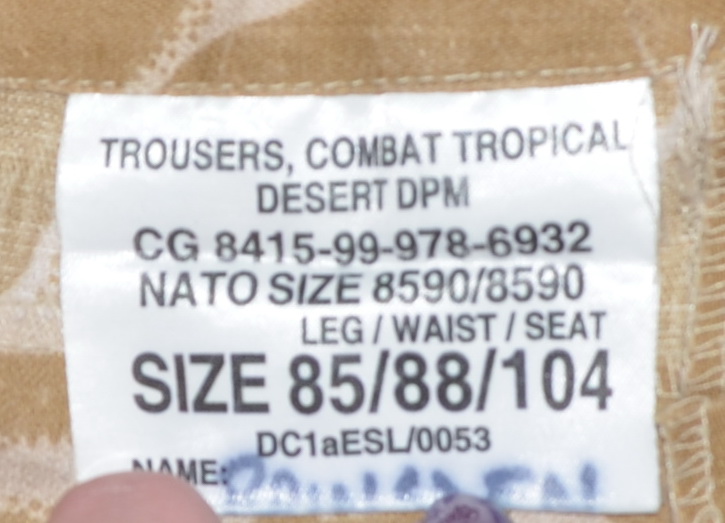 TROUSERS, COMBAT TROPICAL
DESERT DPM
CG 8415-99-978-6932
NATO SIZE 8590/8590
LEG / WAIST / SEAT
SIZE 85/88/104
DC1aESL/0053
NAME: